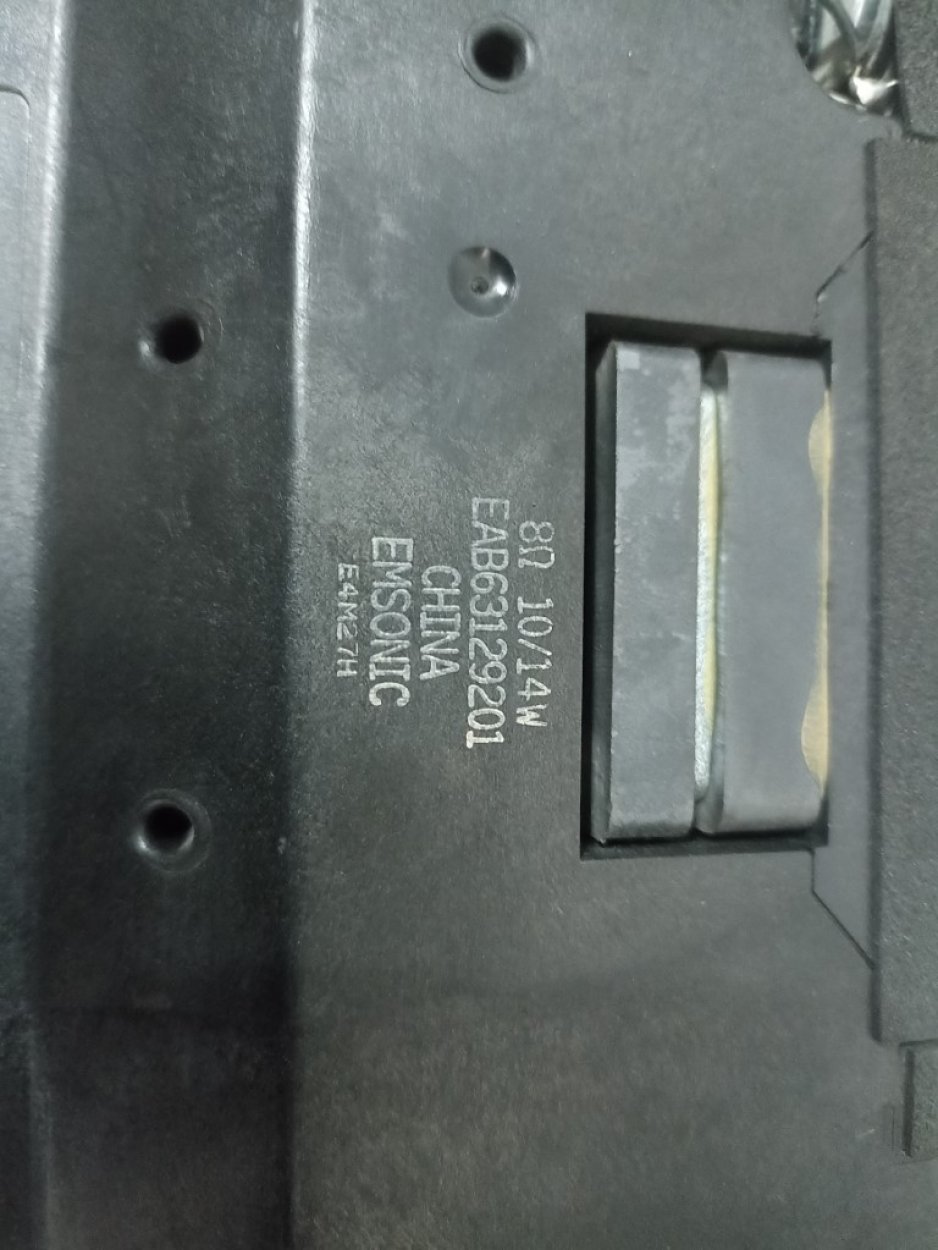 8Ω 10/14W
EAB63129201
CHINA
EMSONIC
E4M27H